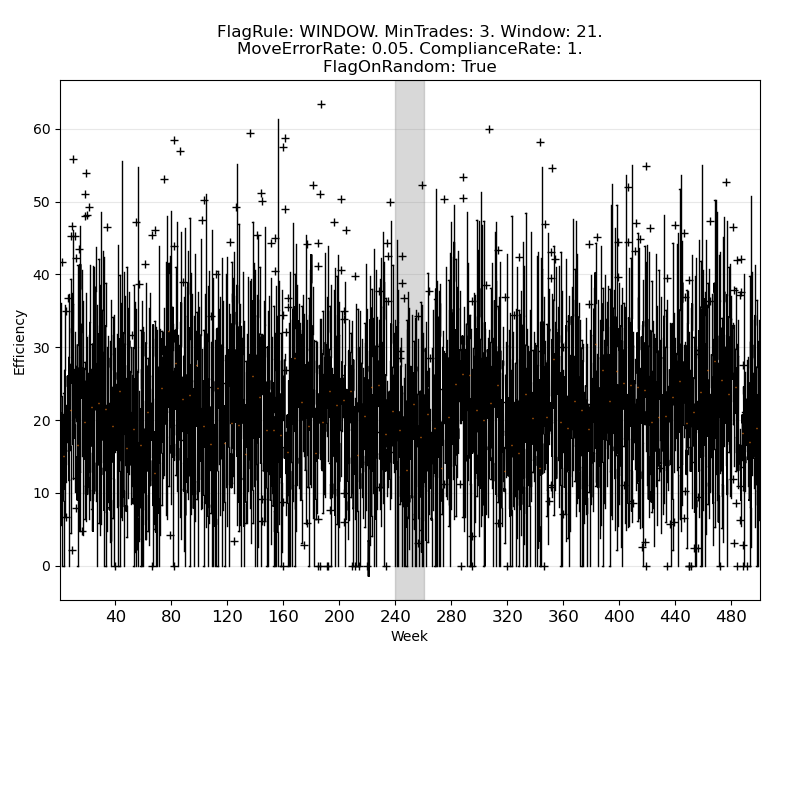 FlagRule: WINDOW. MinTrades: 3. Window: 21.
MoveErrorRate: 0.05. ComplianceRate: 1.
FlagOnRandom: True
60
50
40
30
20
10
0
Efficiency
40 80 120 160 200 240 280 320 360 400 440 480
Week